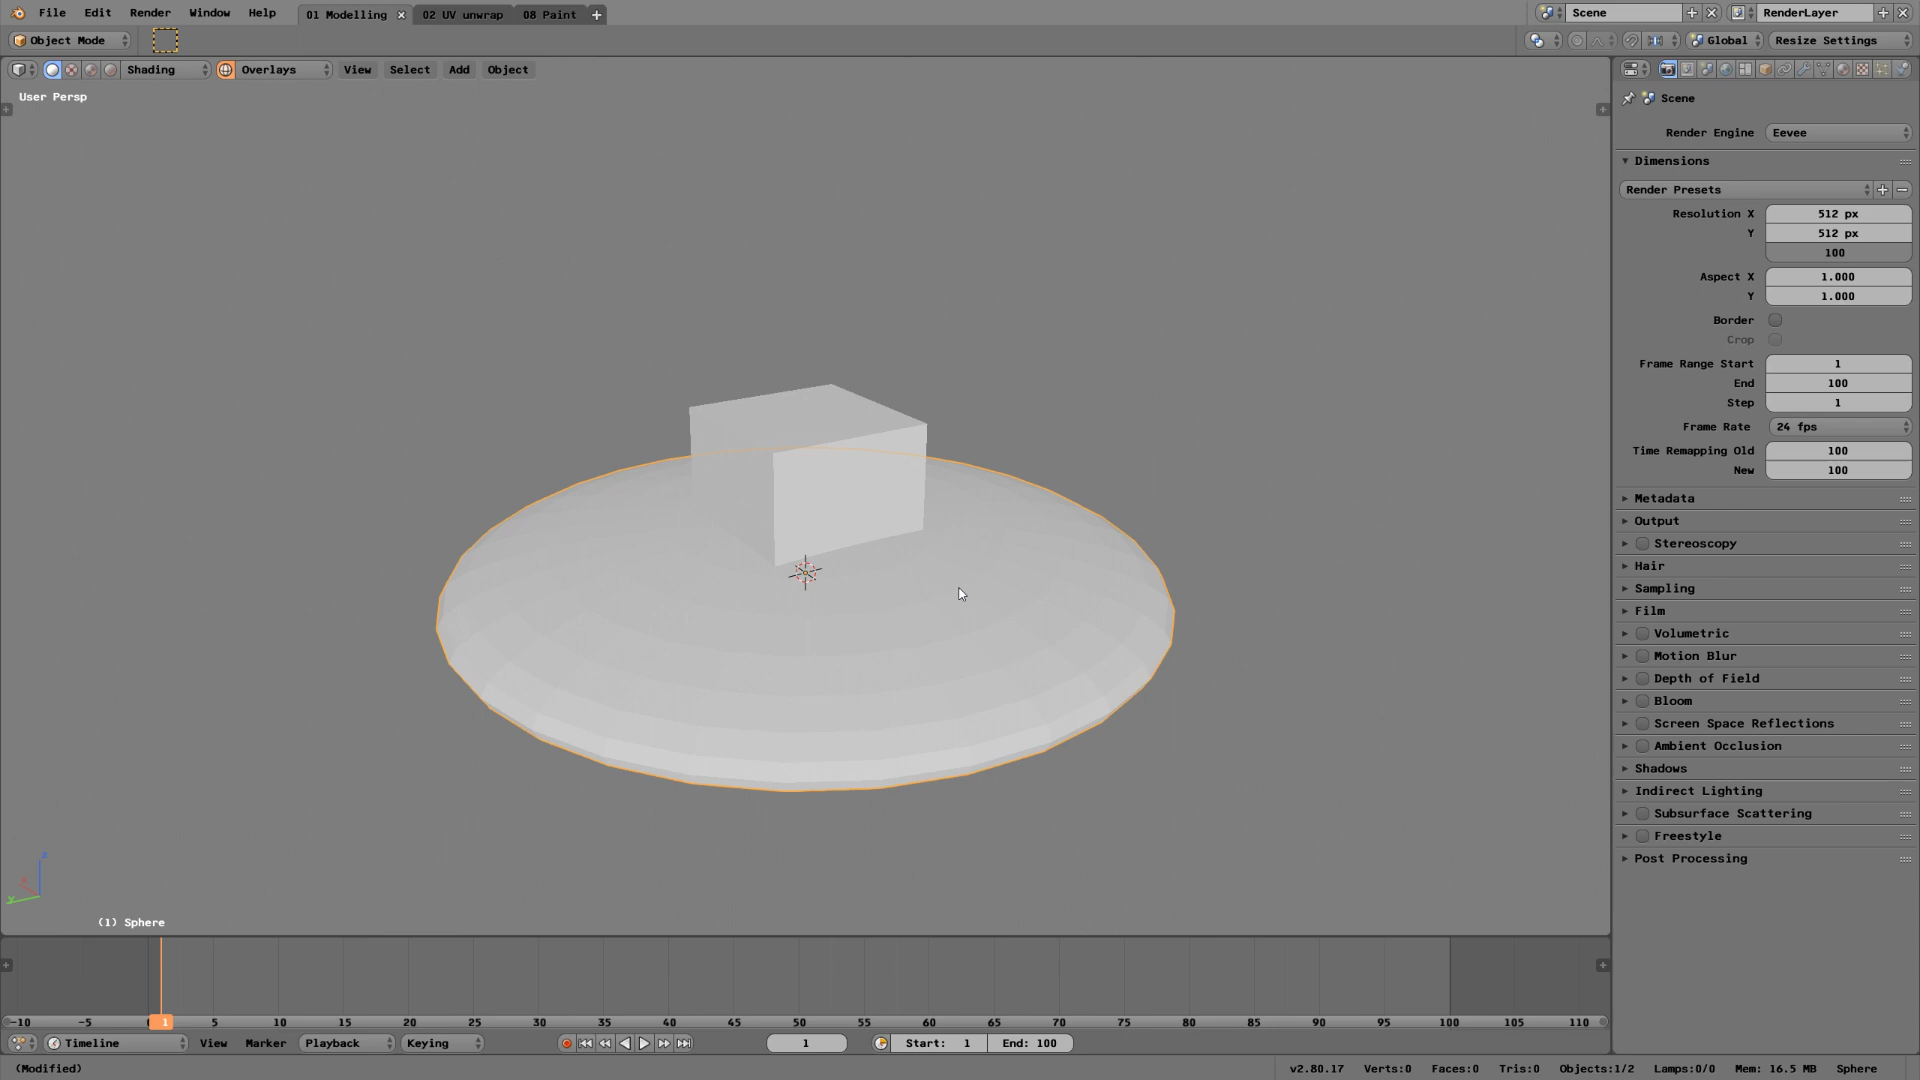 File Edit Render Window Help 01 Modelling 02 UV unwrap 08 Paint Scene RenderLayer
Object Mode Global Resize Settings
Shading Overlays View Select Add Object
User Persp
Scene
Render Engine Eevee
Dimensions
Render Presets
Resolution X 512 px
Y 512 px
100
Aspect X 1.000
Y 1.000
Border
Crop
Frame Range Start 1
End 100
Step 1
Frame Rate 24 fps
Time Remapping Old 100
New 100
Metadata
Output
Stereoscopy
Hair
Sampling
Film
Volumetric
Motion Blur
Depth of Field
Bloom
Screen Space Reflections
Ambient Occlusion
Shadows
Indirect Lighting
Subsurface Scattering
Freestyle
Post Processing
z
x
y
(1) Sphere
-10 -5 1 5 10 15 20 25 30 35 40 45 50 55 60 65 70 75 80 85 90 95 100 105 110
Timeline View Marker Playback Keying 1 Start: 1 End: 100
(Modified) v2.80.17 Verts:0 Faces:0 Tris:0 Objects:1/2 Lamps:0/0 Mem: 16.5 MB Sphere